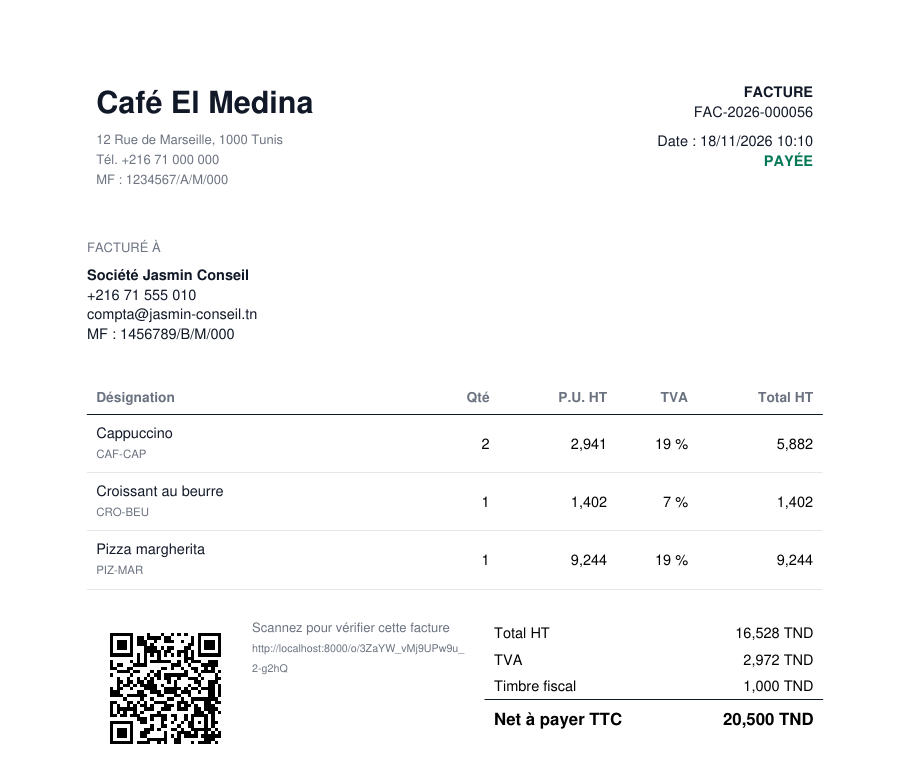 Café El Medina
12 Rue de Marseille, 1000 Tunis
Tél. +216 71 000 000
MF : 1234567/A/M/000
FACTURE
FAC-2026-000056
Date : 18/11/2026 10:10
PAYÉE
FACTURÉ À
Société Jasmin Conseil
+216 71 555 010
compta@jasmin-conseil.tn
MF : 1456789/B/M/000
Désignation Qté P.U. HT TVA Total HT
Cappuccino 2 2,941 19 % 5,882
CAF-CAP
Croissant au beurre 1 1,402 7 % 1,402
CRO-BEU
Pizza margherita 1 9,244 19 % 9,244
PIZ-MAR
Scannez pour vérifier cette facture
http://localhost:8000/o/3ZaYW_vMj9UPw9u_
2-g2hQ
Total HT 16,528 TND
TVA 2,972 TND
Timbre fiscal 1,000 TND
Net à payer TTC 20,500 TND